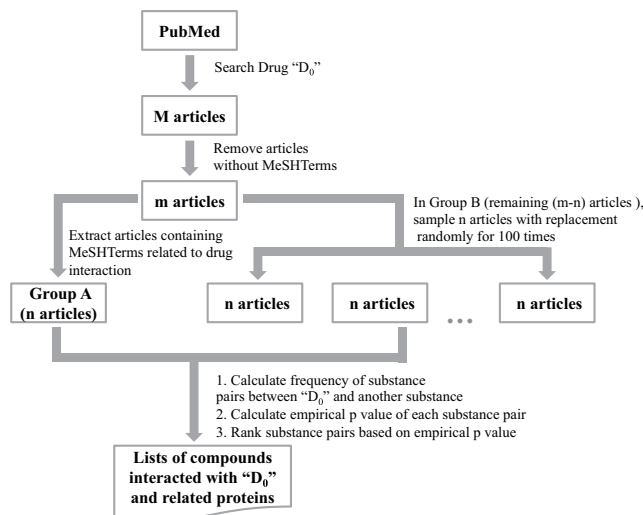 PubMed
Search Drug “D0”
M articles
Remove articles
without MeSHTerms
m articles
In Group B (remaining (m-n) articles ),
sample n articles with replacement
randomly for 100 times
Extract articles containing
MeSHTerms related to drug
interaction
Group A
(n articles)
n articles
n articles
...
n articles
1. Calculate frequency of substance
pairs between “D0” and another substance
2. Calculate empirical p value of each substance pair
3. Rank substance pairs based on empirical p value
Lists of compounds
interacted with “D0”
and related proteins